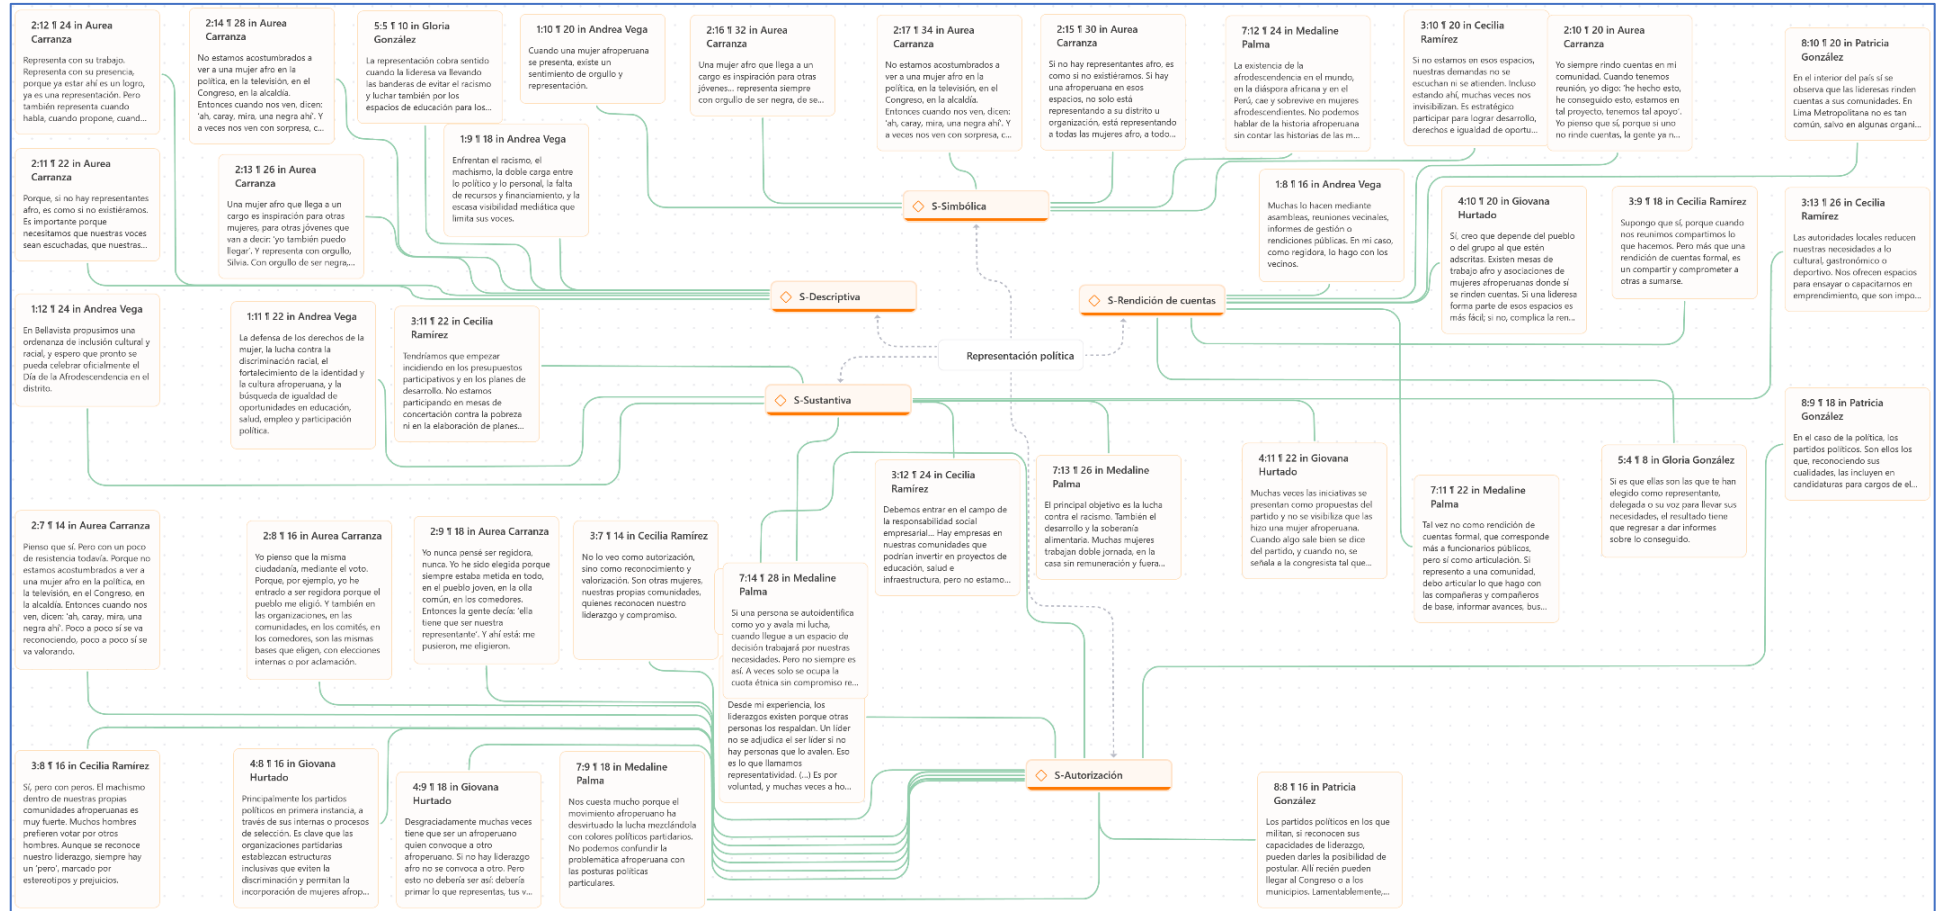 2:12 ¶ 24 in Aurea
Carranza
Representa con su trabajo.
Representa con su presencia,
porque ya estar ahí es un logro,
ya es una representación. Pero
también representa cuando
habla, cuando propone, cuand...
2:14 ¶ 28 in Aurea
Carranza
No estamos acostumbrados a
ver a una mujer afro en la
política, en la televisión, en el
Congreso, en la alcaldía.
Entonces cuando nos ven, dicen:
'ah, caray, mira, una negra ahí'. Y
a veces nos ven con sorpresa, c...
5:5 ¶ 10 in Gloria
González
La representación cobra sentido
cuando la lideresa va llevando
las banderas de evitar el racismo
y luchar también por los
espacios de educación para los...
1:10 ¶ 20 in Andrea Vega
Cuando una mujer afroperuana
se presenta, existe un
sentimiento de orgullo y
representación.
2:16 ¶ 32 in Aurea
Carranza
Una mujer afro que llega a un
cargo es inspiración para otras
jóvenes... representa siempre
con orgullo de ser negra, de se...
2:17 ¶ 34 in Aurea
Carranza
No estamos acostumbrados a
ver a una mujer afro en la
política, en la televisión, en el
Congreso, en la alcaldía.
Entonces cuando nos ven, dicen:
'ah, caray, mira, una negra ahí'. Y
a veces nos ven con sorpresa, c...
2:15 ¶ 30 in Aurea
Carranza
Si no hay representantes afro, es
como si no existiéramos. Si hay
una afroperuana en esos
espacios, no solo está
representando a su distrito u
organización, está representando
a todas las mujeres afro, a todo...
7:12 ¶ 24 in Medaline
Palma
La existencia de la
afrodescendencia en el mundo,
en la diáspora africana y en el
Perú, cae y sobrevive en mujeres
afrodescendientes. No podemos
hablar de la historia afroperuana
sin contar las historias de las m...
3:10 ¶ 20 in Cecilia
Ramírez
Si no estamos en esos espacios,
nuestras demandas no se
escuchan ni se atienden. Incluso
estando ahí, muchas veces nos
invisibilizan. Es estratégico
participar para lograr desarrollo,
derechos e igualdad de oportu...
2:10 ¶ 20 in Aurea
Carranza
Yo siempre rindo cuentas en mi
comunidad. Cuando tenemos
reunión, yo digo: 'he hecho esto,
he conseguido esto, estamos en
tal proyecto, tenemos tal apoyo'.
Yo pienso que sí, porque si uno
no rinde cuentas, la gente ya n...
8:10 ¶ 20 in Patricia
González
En el interior del país sí se
observa que las lideresas rinden
cuentas a sus comunidades. En
Lima Metropolitana no es tan
común, salvo en algunas organi...
1:9 ¶ 18 in Andrea Vega
Enfrentan el racismo, el
machismo, la doble carga entre
lo político y lo personal, la falta
de recursos y financiamiento, y la
escasa visibilidad mediática que
limita sus voces.
2:11 ¶ 22 in Aurea
Carranza
Porque, si no hay representantes
afro, es como si no existiéramos.
Es importante porque
necesitamos que nuestras voces
sean escuchadas, que nuestras...
2:13 ¶ 26 in Aurea
Carranza
Una mujer afro que llega a un
cargo es inspiración para otras
mujeres, para otras jóvenes que
van a decir: 'yo también puedo
llegar'. Y representa con orgullo,
Silvia. Con orgullo de ser negra,...
S-Simbólica
1:8 ¶ 16 in Andrea Vega
Muchas lo hacen mediante
asambleas, reuniones vecinales,
informes de gestión o
rendiciones públicas. En mi caso,
como regidora, lo hago con los
vecinos.
4:10 ¶ 20 in Giovana
Hurtado
Sí, creo que depende del pueblo
o del grupo al que estén
adscritas. Existen mesas de
trabajo afro y asociaciones de
mujeres afroperuanas donde sí
se rinden cuentas. Si una lideresa
forma parte de esos espacios es
más fácil; si no, complica la ren...
3:9 ¶ 18 in Cecilia Ramírez
Supongo que sí, porque cuando
nos reunimos compartimos lo
que hacemos. Pero más que una
rendición de cuentas formal, es
un compartir y comprometer a
otras a sumarse.
3:13 ¶ 26 in Cecilia
Ramírez
Las autoridades locales reducen
nuestras necesidades a lo
cultural, gastronómico o
deportivo. Nos ofrecen espacios
para ensayar o capacitarnos en
emprendimiento, que son impo...
S-Descriptiva
S-Rendición de cuentas
1:12 ¶ 24 in Andrea Vega
En Bellavista propusimos una
ordenanza de inclusión cultural y
racial, y espero que pronto se
pueda celebrar oficialmente el
Día de la Afrodescendencia en el
distrito.
1:11 ¶ 22 in Andrea Vega
La defensa de los derechos de la
mujer, la lucha contra la
discriminación racial, el
fortalecimiento de la identidad y
la cultura afroperuana, y la
búsqueda de igualdad de
oportunidades en educación,
salud, empleo y participación
política.
3:11 ¶ 22 in Cecilia
Ramírez
Tendríamos que empezar
incidiendo en los presupuestos
participativos y en los planes de
desarrollo. No estamos
participando en mesas de
concertación contra la pobreza
ni en la elaboración de planes...
Representación política
S-Sustantiva
8:9 ¶ 18 in Patricia
González
En el caso de la política, los
partidos políticos. Son ellos los
que, reconociendo sus
cualidades, las incluyen en
candidaturas para cargos de el...
3:12 ¶ 24 in Cecilia
Ramírez
Debemos entrar en el campo de
la responsabilidad social
empresarial... Hay empresas en
nuestras comunidades que
podrían invertir en proyectos de
educación, salud e
infraestructura, pero no estamo...
7:13 ¶ 26 in Medaline
Palma
El principal objetivo es la lucha
contra el racismo. También el
desarrollo y la soberanía
alimentaria. Muchas mujeres
trabajan doble jornada, en la
casa sin remuneración y fuera...
4:11 ¶ 22 in Giovana
Hurtado
Muchas veces las iniciativas se
presentan como propuestas del
partido y no se visibiliza que las
hizo una mujer afroperuana.
Cuando algo sale bien se dice
del partido, y cuando no, se
señala a la congresista tal que...
7:11 ¶ 22 in Medaline
Palma
Tal vez no como rendición de
cuentas formal, que corresponde
más a funcionarios públicos,
pero sí como articulación. Si
represento a una comunidad,
debo articular lo que hago con
las compañeras y compañeros
de base, informar avances, bus...
5:4 ¶ 8 in Gloria González
Si es que ellas son las que te han
elegido como representante,
delegada o su voz para llevar sus
necesidades, el resultado tiene
que regresar a dar informes
sobre lo conseguido.
2:7 ¶ 14 in Aurea Carranza
Pienso que sí. Pero con un poco
de resistencia todavía. Porque no
estamos acostumbrados a ver a
una mujer afro en la política, en
la televisión, en el Congreso, en
la alcaldía. Entonces cuando nos
ven, dicen: 'ah, caray, mira, una
negra ahí'. Poco a poco sí se va
reconociendo, poco a poco sí se
va valorando.
2:8 ¶ 16 in Aurea Carranza
Yo pienso que la misma
ciudadanía, mediante el voto.
Porque, por ejemplo, yo he
entrado a ser regidora porque el
pueblo me eligió. Y también en
las organizaciones, en las
comunidades, en los comités, en
los comedores, son las mismas
bases que eligen, con elecciones
internas o por aclamación.
2:9 ¶ 18 in Aurea Carranza
Yo nunca pensé ser regidora,
nunca. Yo he sido elegida porque
siempre estaba metida en todo,
en el pueblo joven, en la olla
común, en los comedores.
Entonces la gente decía: 'ella
tiene que ser nuestra
representante'. Y ahí está: me
pusieron, me eligieron.
3:7 ¶ 14 in Cecilia Ramírez
No lo veo como autorización,
sino como reconocimiento y
valorización. Son otras mujeres,
nuestras propias comunidades,
quienes reconocen nuestro
liderazgo y compromiso.
7:14 ¶ 28 in Medaline
Palma
Si una persona se autoidentifica
como yo y avala mi lucha,
cuando llegue a un espacio de
decisión trabajará por nuestras
necesidades. Pero no siempre es
así. A veces solo se ocupa la
cuota étnica sin compromiso re...
Desde mi experiencia, los
liderazgos existen porque otras
personas los respaldan. Un líder
no se adjudica el ser líder si no
hay personas que lo avalen. Eso
es lo que llamamos
representatividad. (...) Es por
voluntad, y muchas veces a ho...
3:8 ¶ 16 in Cecilia Ramírez
Sí, pero con peros. El machismo
dentro de nuestras propias
comunidades afroperuanas es
muy fuerte. Muchos hombres
prefieren votar por otros
hombres. Aunque se reconoce
nuestro liderazgo, siempre hay
un 'pero', marcado por
estereotipos y prejuicios.
4:8 ¶ 16 in Giovana
Hurtado
Principalmente los partidos
políticos en primera instancia, a
través de sus internas o procesos
de selección. Es clave que las
organizaciones partidarias
establezcan estructuras
inclusivas que eviten la
discriminación y permitan la
incorporación de mujeres afrop...
4:9 ¶ 18 in Giovana
Hurtado
Desgraciadamente muchas veces
tiene que ser un afroperuano
quien convoque a otro
afroperuano. Si no hay liderazgo
afro no se convoca a otro. Pero
esto no debería ser así: debería
primar lo que representas, tus v...
7:9 ¶ 18 in Medaline
Palma
Nos cuesta mucho porque el
movimiento afroperuano ha
desvirtuado la lucha mezclándola
con colores políticos partidarios.
No podemos confundir la
problemática afroperuana con
las posturas políticas
particulares.
S-Autorización
8:8 ¶ 16 in Patricia
González
Los partidos políticos en los que
militan, si reconocen sus
capacidades de liderazgo,
pueden darles la posibilidad de
postular. Allí recién pueden
llegar al Congreso o a los
municipios. Lamentablemente,...